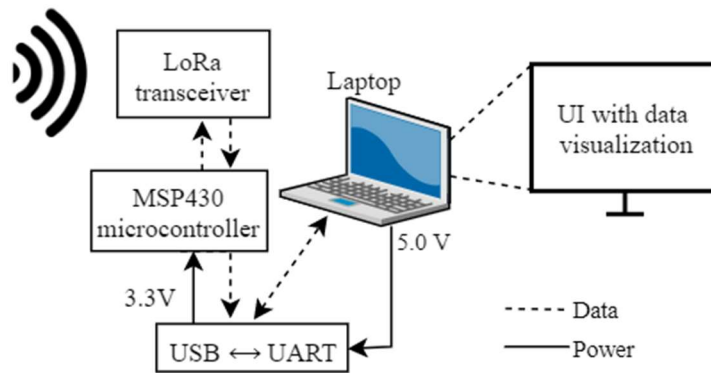 LoRa
transceiver
Laptop
UI with data
visualization
MSP430
microcontroller
5.0 V
3.3V
USB ↔ UART
Data
Power